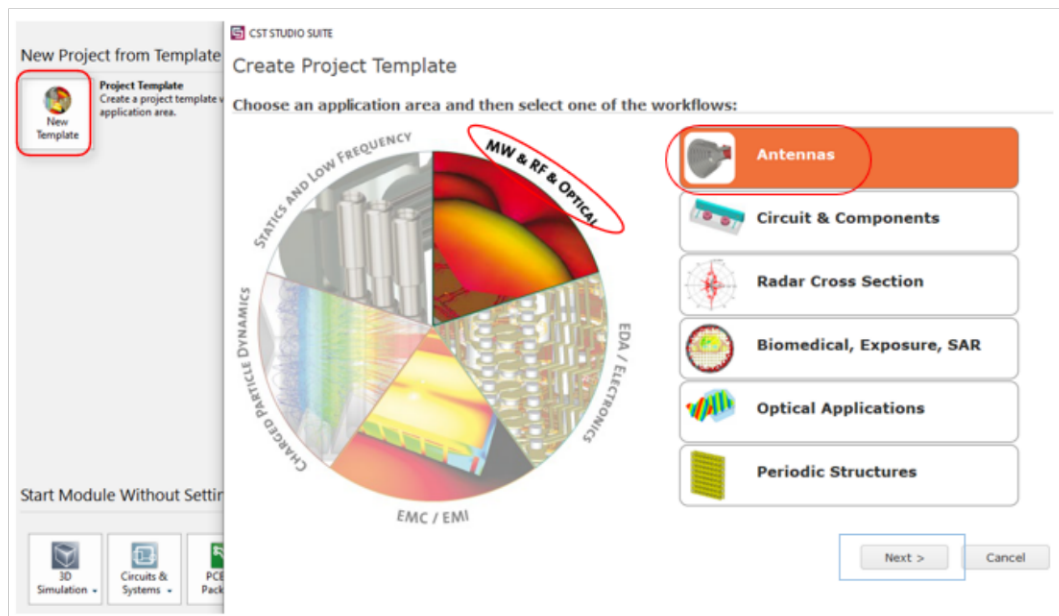 CST STUDIO SUITE
New Project from Template
Create Project Template
Project Template
Create a project template
application area.
New
Template
Choose an application area and then select one of the workflows:
STATICS AND LOW FREQUENCY
MW & RF & OPTICAL
EDA / ELECTRONICS
EMC / EMI
CHARGED PARTICLE DYNAMICS
Antennas
Circuit & Components
Radar Cross Section
Biomedical, Exposure, SAR
Optical Applications
Periodic Structures
Start Module Without
3D
Simulation
Circuits &
Systems
PCB
Next >
Cancel